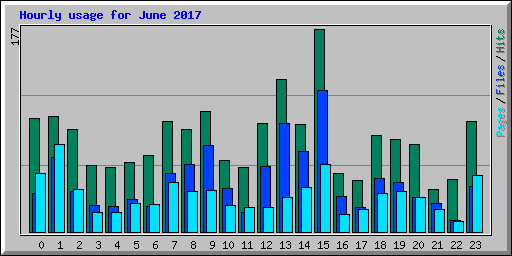 Hourly usage for June 2017
177
Pages/Files/Hits
0 1 2 3 4 5 6 7 8 9 10 11 12 13 14 15 16 17 18 19 20 21 22 23